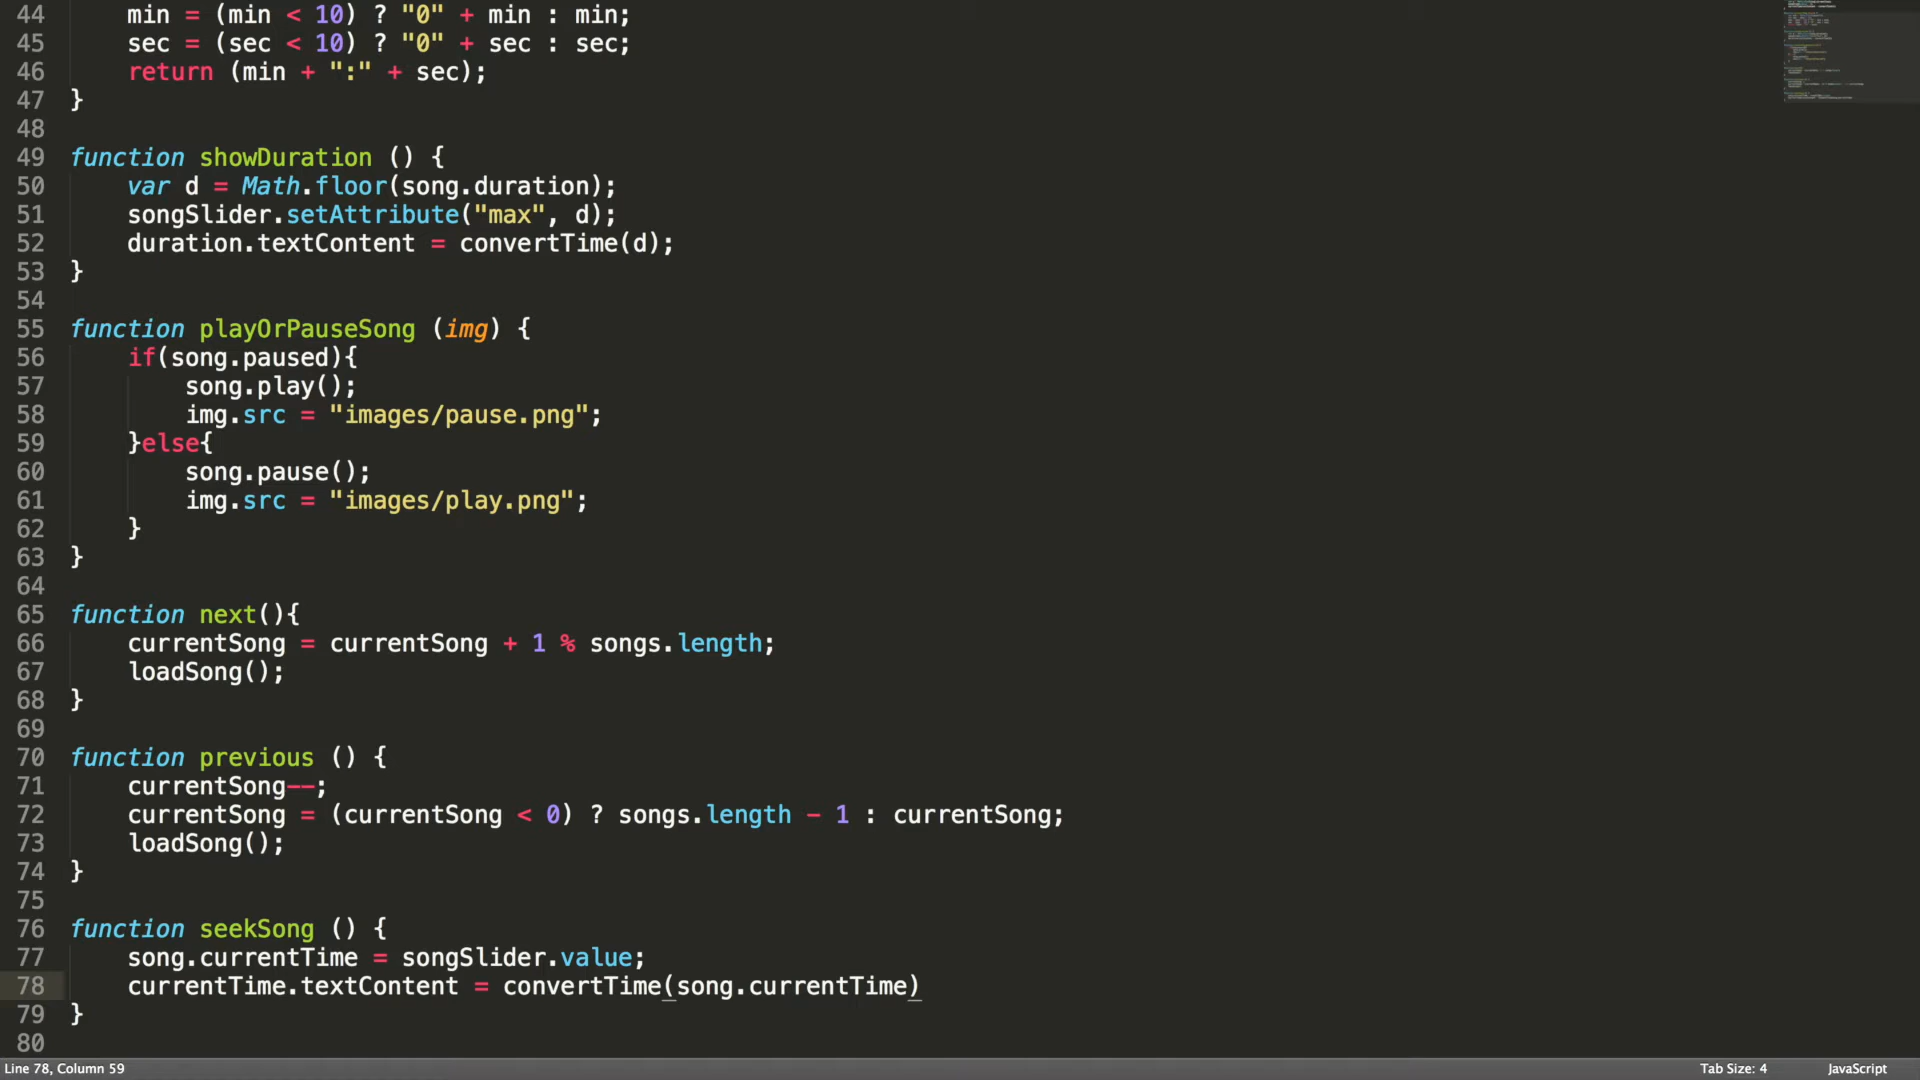 44 min = (min < 10) ? "0" + min : min;
45 sec = (sec < 10) ? "0" + sec : sec;
46 return (min + ":" + sec);
47 }
48
49 function showDuration () {
50 var d = Math.floor(song.duration);
51 songSlider.setAttribute("max", d);
52 duration.textContent = convertTime(d);
53 }
54
55 function playOrPauseSong (img) {
56 if(song.paused){
57 song.play();
58 img.src = "images/pause.png";
59 }else{
60 song.pause();
61 img.src = "images/play.png";
62 }
63 }
64
65 function next(){
66 currentSong = currentSong + 1 % songs.length;
67 loadSong();
68 }
69
70 function previous () {
71 currentSong--;
72 currentSong = (currentSong < 0) ? songs.length - 1 : currentSong;
73 loadSong();
74 }
75
76 function seekSong () {
77 song.currentTime = songSlider.value;
78 currentTime.textContent = convertTime(song.currentTime)
79 }
80
Line 78, Column 59 Tab Size: 4 JavaScript